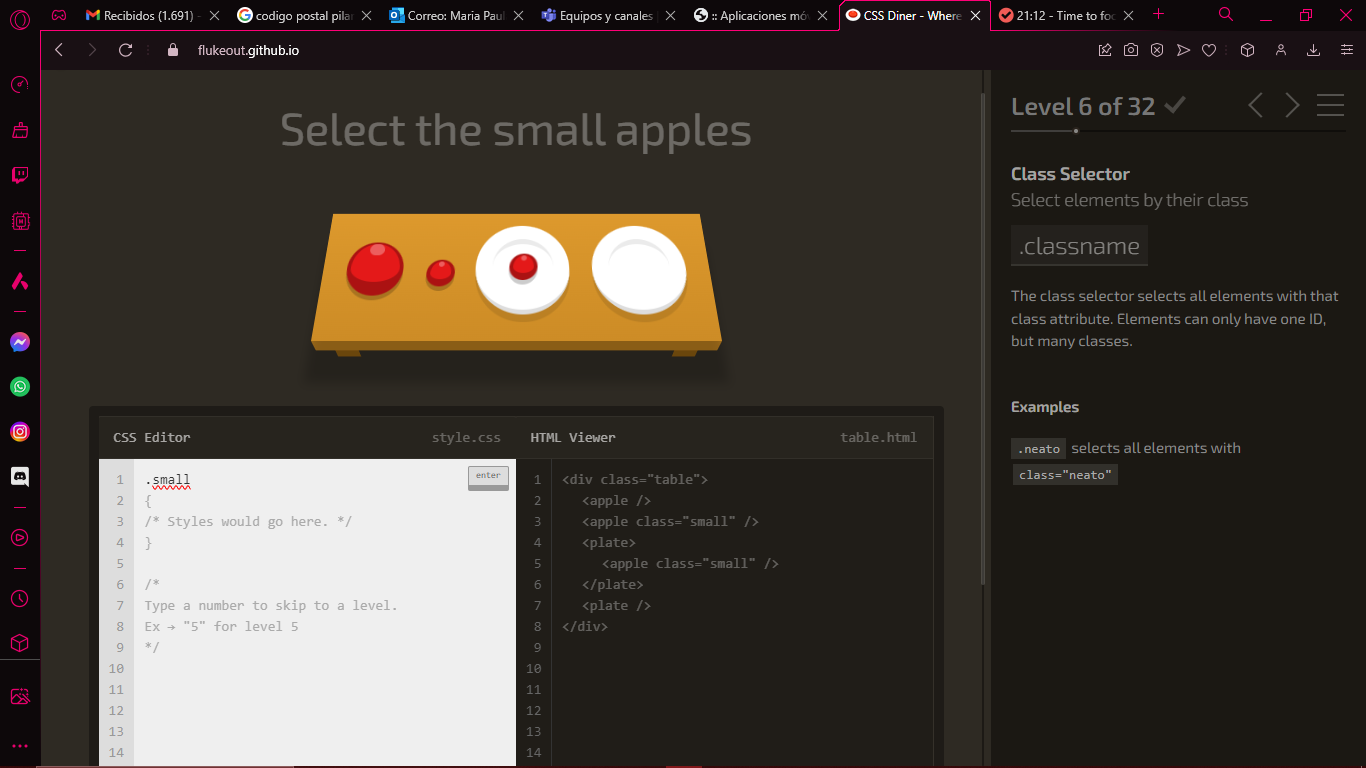 Recibidos (1.691) -
codigo postal pilar
Correo: Maria Paul
Equipos y canales |
:: Aplicaciones móv
CSS Diner - Where
21:12 - Time to foc
flukeout.github.io
Select the small apples
CSS Editor
style.css
HTML Viewer
table.html
1 .small
enter
2 {
3 /* Styles would go here. */
4 }
5
6 /*
7 Type a number to skip to a level.
8 Ex → "5" for level 5
9 */
10
11
12
13
14
1 <div class="table">
2 <apple />
3 <apple class="small" />
4 <plate>
5 <apple class="small" />
6 </plate>
7 <plate />
8 </div>
9
10
11
12
13
14
Level 6 of 32
Class Selector
Select elements by their class
.classname
The class selector selects all elements with that
class attribute. Elements can only have one ID,
but many classes.
Examples
.neato selects all elements with
class="neato"